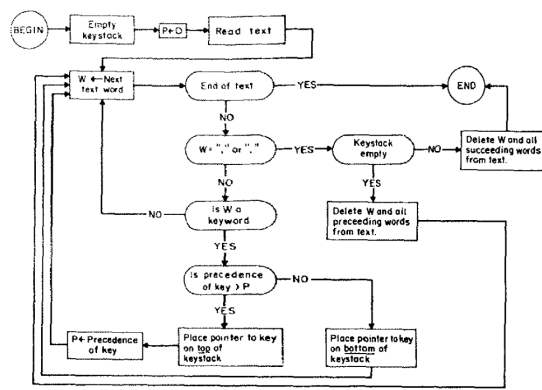 BEGIN
Empty
keystack
P←O
Read text
W ←Next
text word
End of text
YES
END
NO
W= "," or "."
YES
Keystack
empty
NO
Delete W and all
succeeding words
from text.
NO
YES
NO
Is W a
keyword
Delete W and all
preceeding words
from text.
YES
Is precedence
of key > P
NO
YES
P← Precedence
of key
Place pointer to key
on top of
keystack
Place pointer to key
on bottom of
keystack